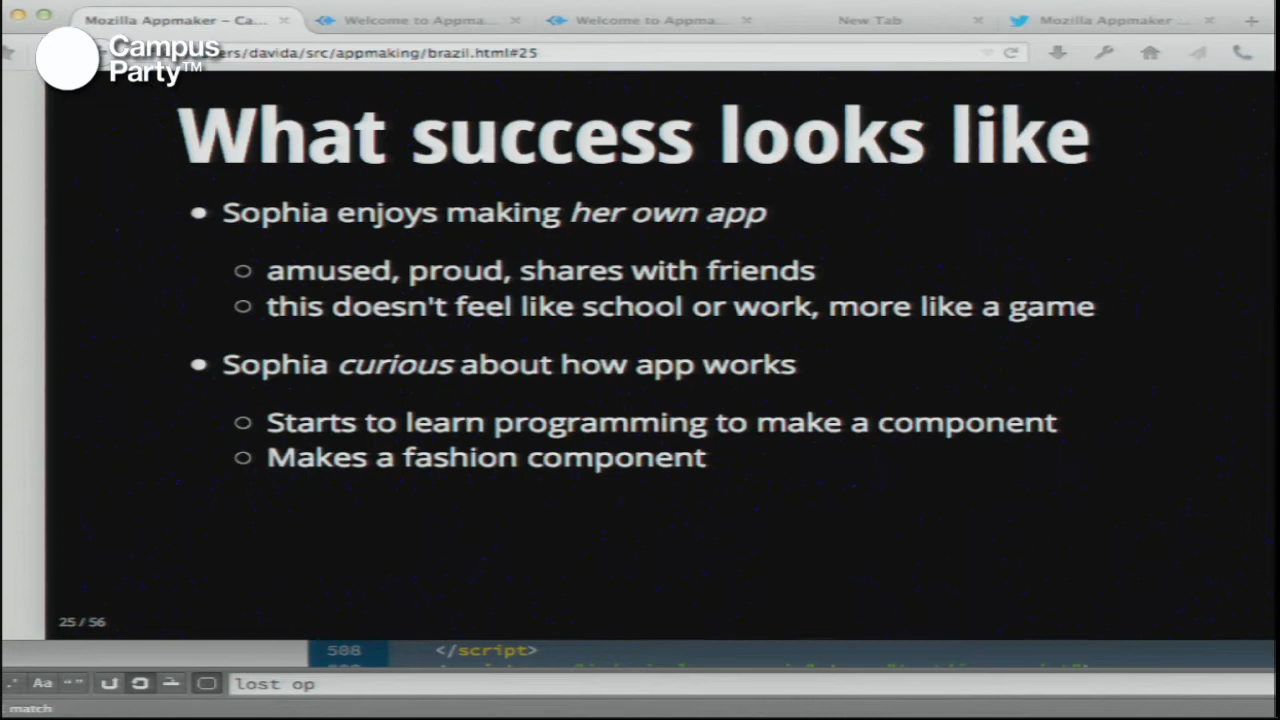 Mozilla Appmaker – Ca...
Welcome to Appma...
Welcome to Appma...
New Tab
Mozilla Appmaker ...
Campus
Party™
ers/davida/src/appmaking/brazil.html#25
What success looks like
• Sophia enjoys making her own app
○ amused, proud, shares with friends
○ this doesn't feel like school or work, more like a game
• Sophia curious about how app works
○ Starts to learn programming to make a component
○ Makes a fashion component
25 / 56
508 </script>
.* Aa “” lost op
match